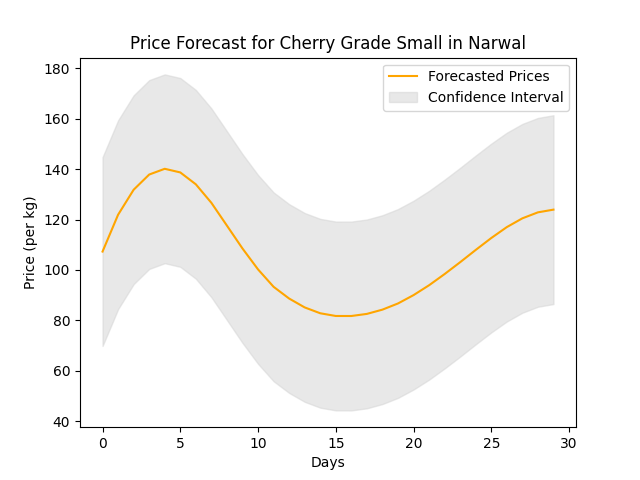 Price Forecast for Cherry Grade Small in Narwal
Forecasted Prices
Confidence Interval
Price (per kg)
180
160
140
120
100
80
60
40
0 5 10 15 20 25 30
Days